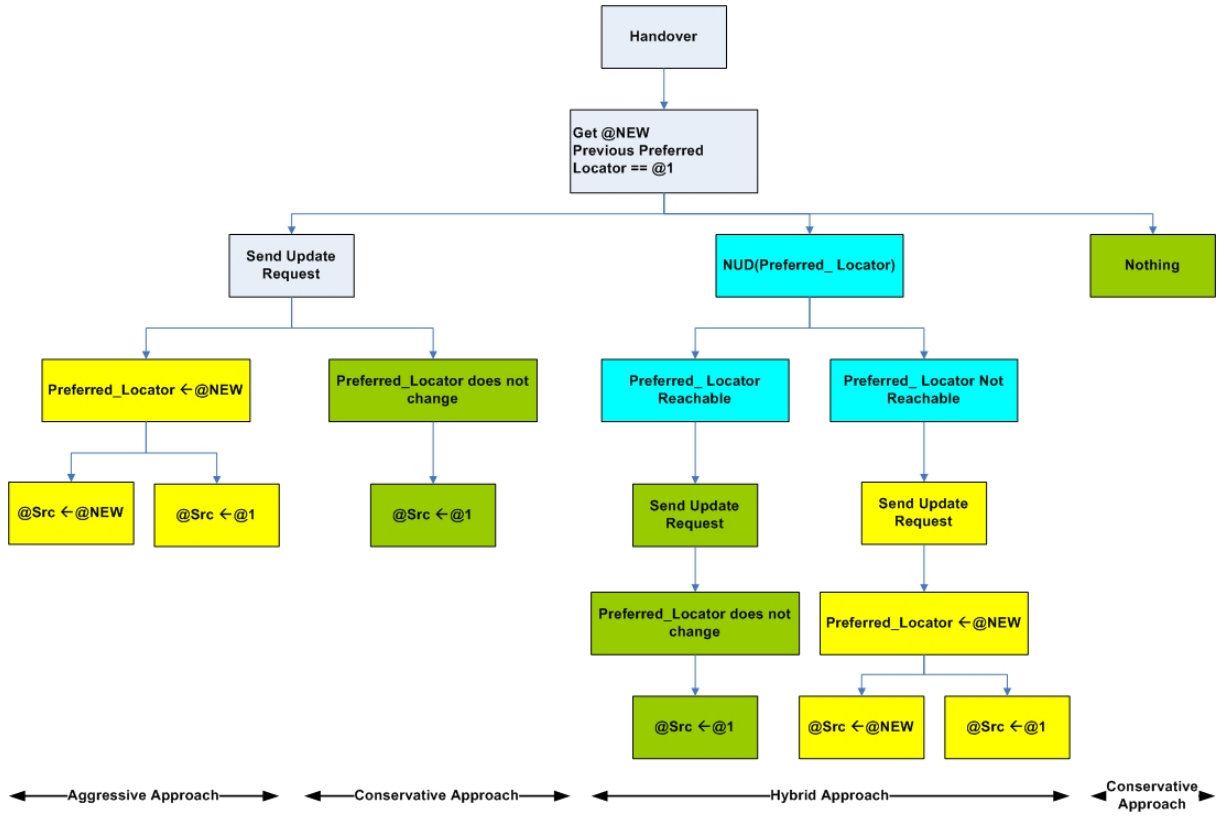 Handover
Get @NEW
Previous Preferred
Locator == @1
Send Update
Request
NUD(Preferred_ Locator)
Nothing
Preferred_Locator ←@NEW
Preferred_Locator does not
change
Preferred_ Locator
Reachable
Preferred_ Locator Not
Reachable
@Src ←@NEW
@Src ←@1
@Src ←@1
Send Update
Request
Send Update
Request
Preferred_Locator does not
change
Preferred_Locator ←@NEW
@Src ←@1
@Src ←@NEW
@Src ←@1
Aggressive Approach
Conservative Approach
Hybrid Approach
Conservative
Approach